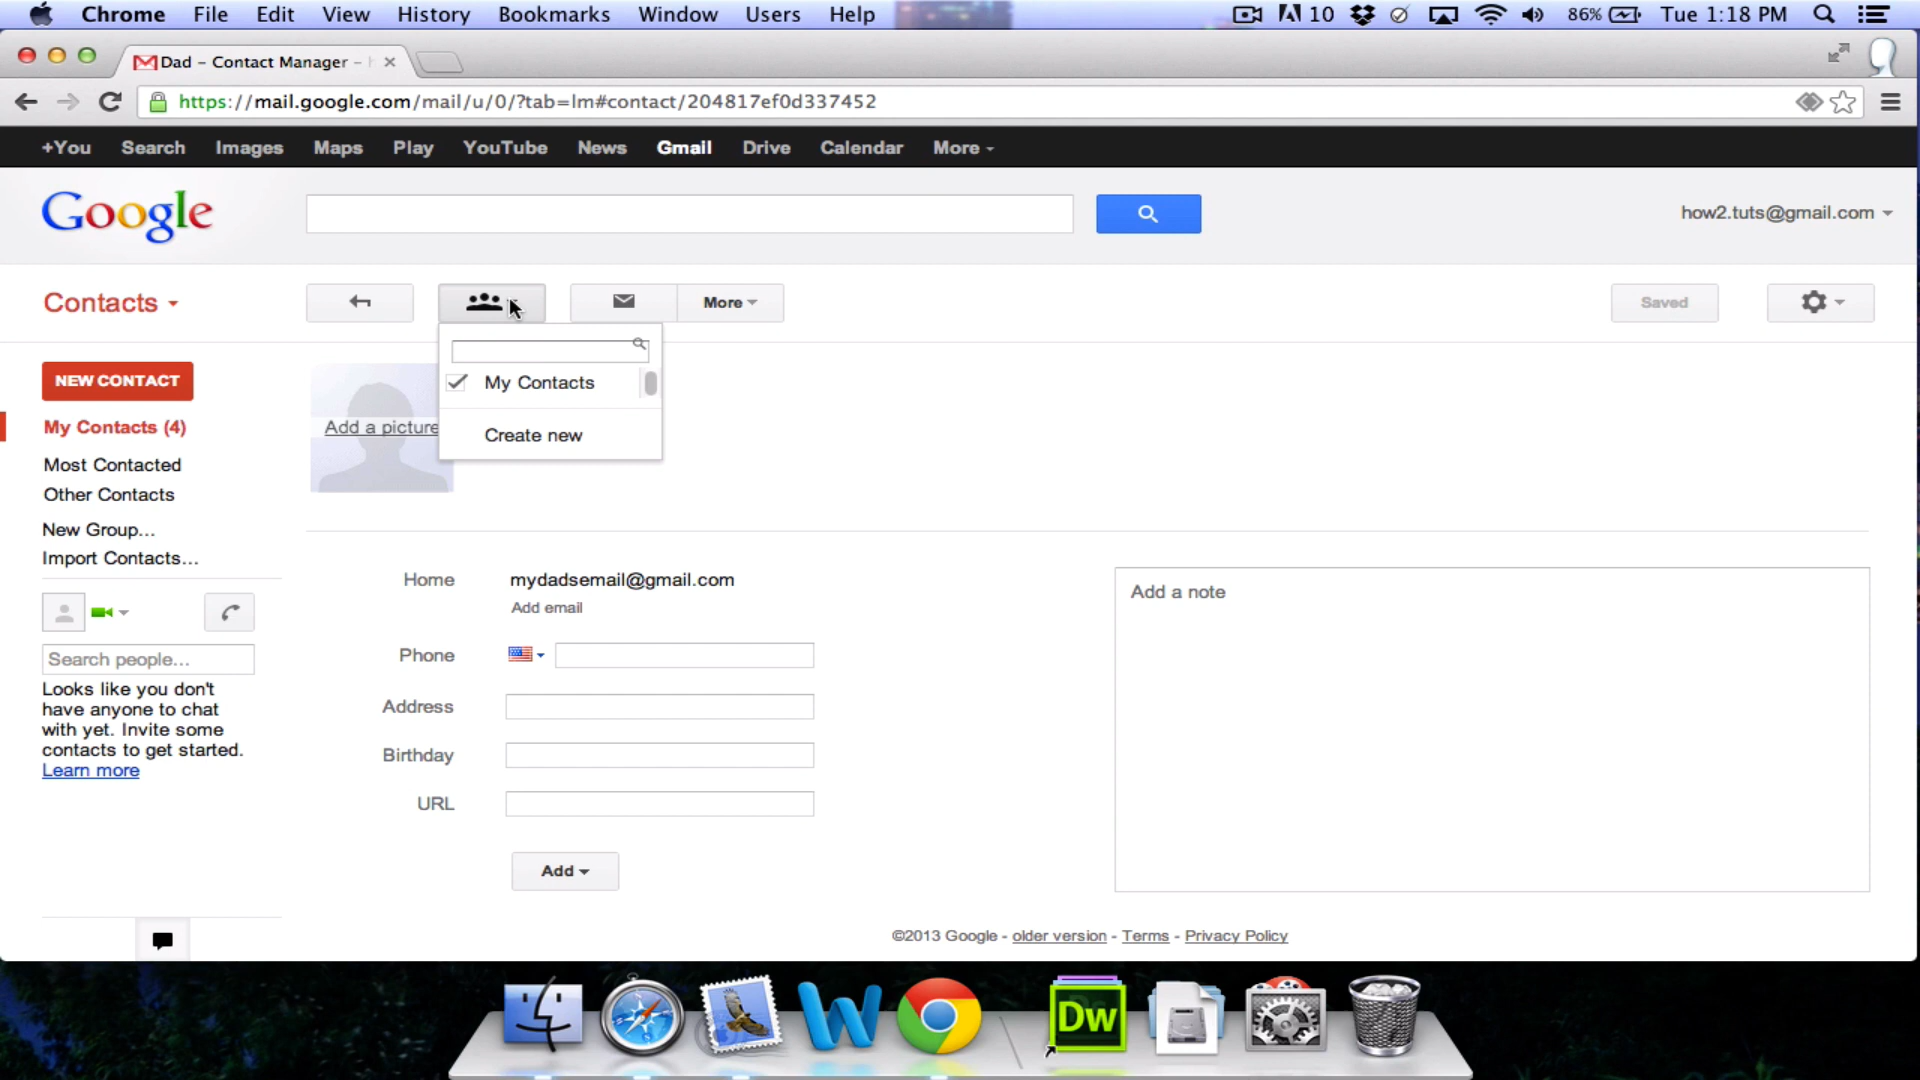 Chrome File Edit View History Bookmarks Window Users Help 10 86% Tue 1:18 PM
Dad – Contact Manager –
https://mail.google.com/mail/u/0/?tab=lm#contact/204817ef0d337452
+You Search Images Maps Play YouTube News Gmail Drive Calendar More
Google
how2.tuts@gmail.com
Contacts More Saved
NEW CONTACT
My Contacts
Create new
Add a picture
My Contacts (4)
Most Contacted
Other Contacts
New Group...
Import Contacts...
Search people...
Looks like you don't
have anyone to chat
with yet. Invite some
contacts to get started.
Learn more
Home mydadsemail@gmail.com
Add email
Phone
Address
Birthday
URL
Add
Add a note
©2013 Google - older version - Terms - Privacy Policy
W
Dw